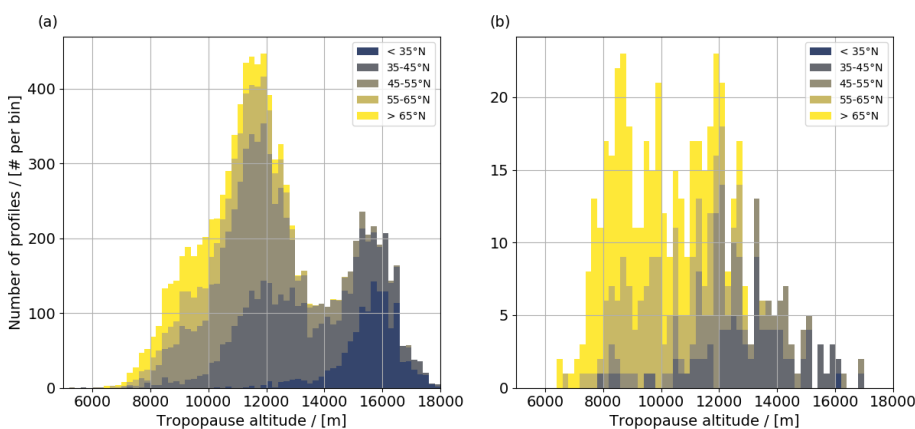 (a)
Number of profiles / [# per bin]
400
300
200
100
0
< 35°N
35-45°N
45-55°N
55-65°N
> 65°N
6000 8000 10000 12000 14000 16000 18000
Tropopause altitude / [m]
(b)
20
15
10
5
0
< 35°N
35-45°N
45-55°N
55-65°N
> 65°N
6000 8000 10000 12000 14000 16000 18000
Tropopause altitude / [m]